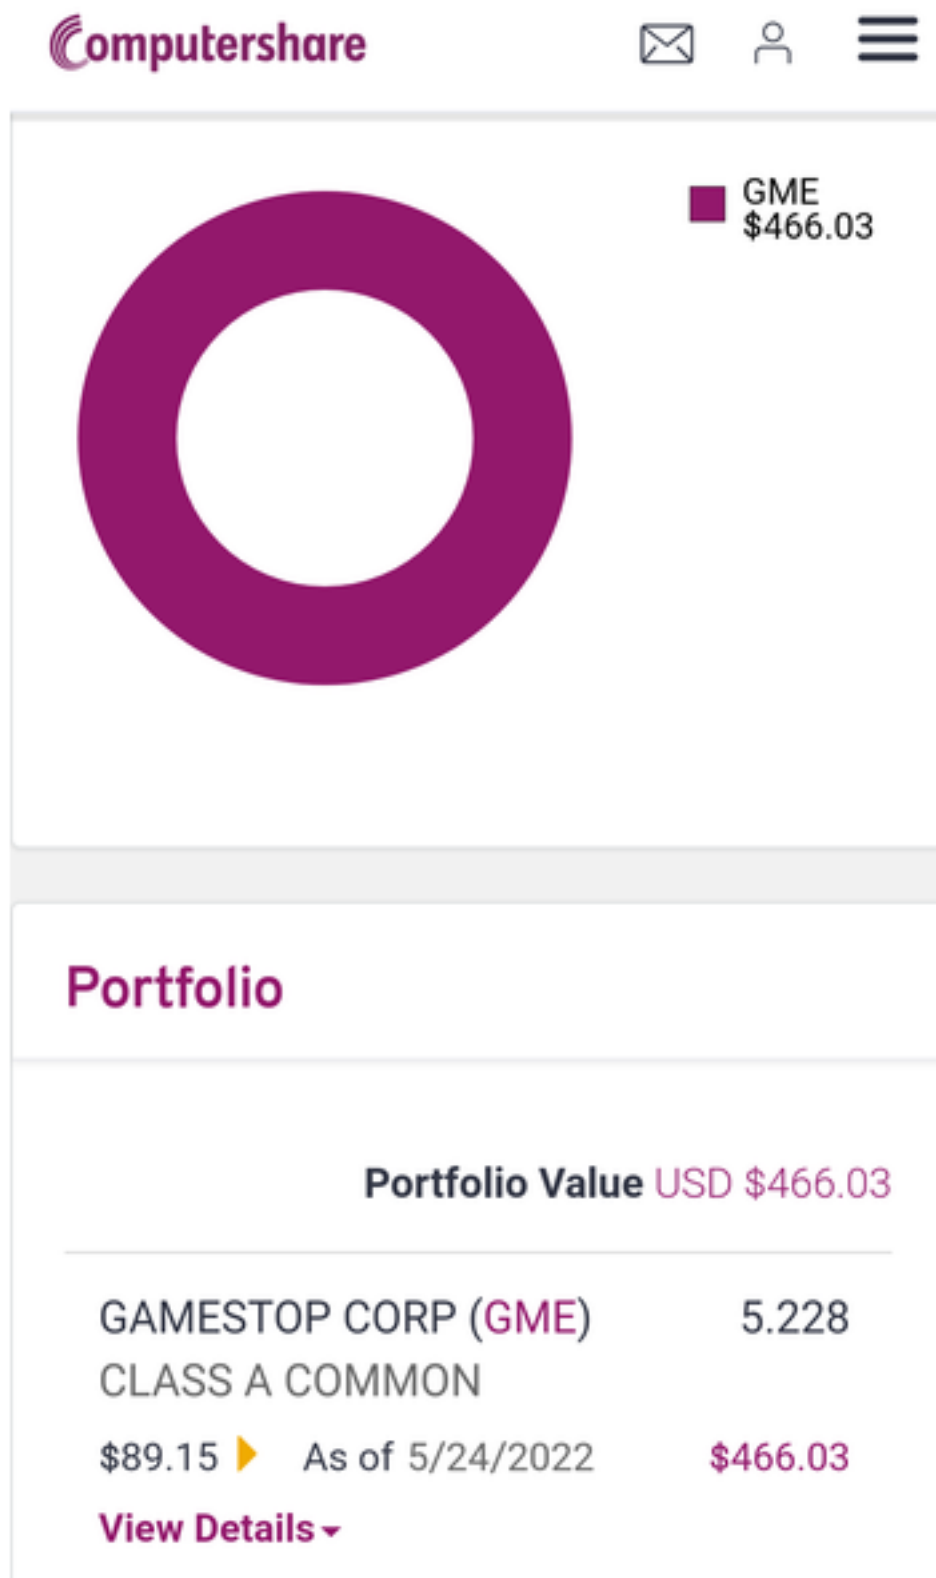 Computershare
GME
$466.03
Portfolio
Portfolio Value USD $466.03
GAMESTOP CORP (GME) 5.228
CLASS A COMMON
$89.15 As of 5/24/2022 $466.03
View Details